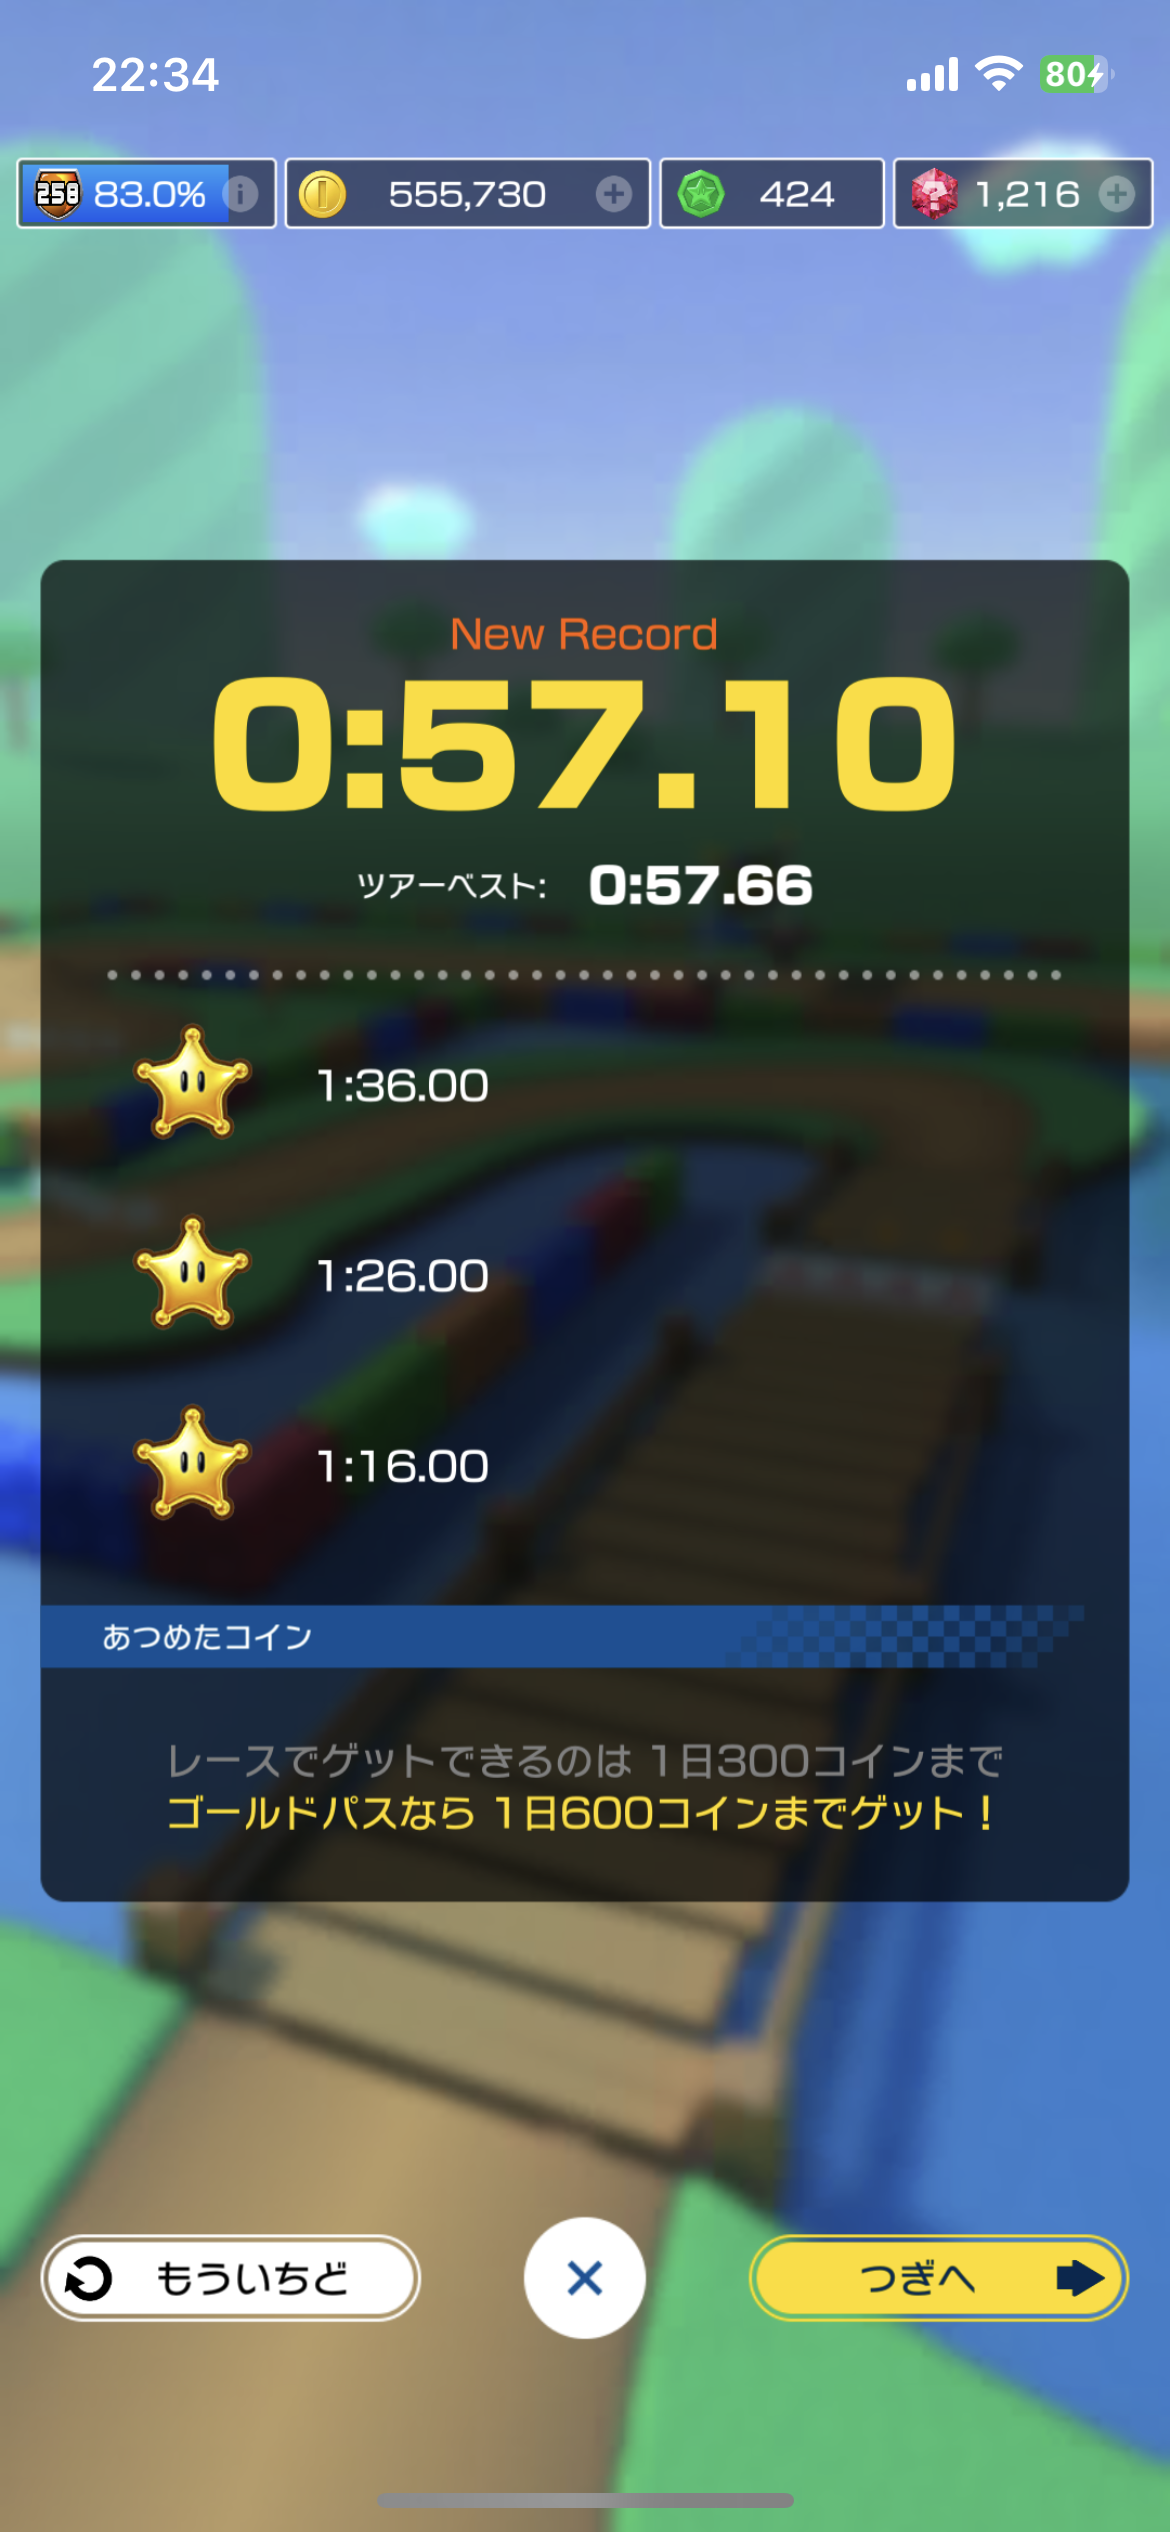 22:34
80
258 83.0% i
555,730 +
424
1,216 +
New Record
0:57.10
ツアーベスト: 0:57.66
1:36.00
1:26.00
1:16.00
あつめたコイン
レースでゲットできるのは 1日300コインまで
ゴールドパスなら 1日600コインまでゲット！
もういちど
×
つぎへ